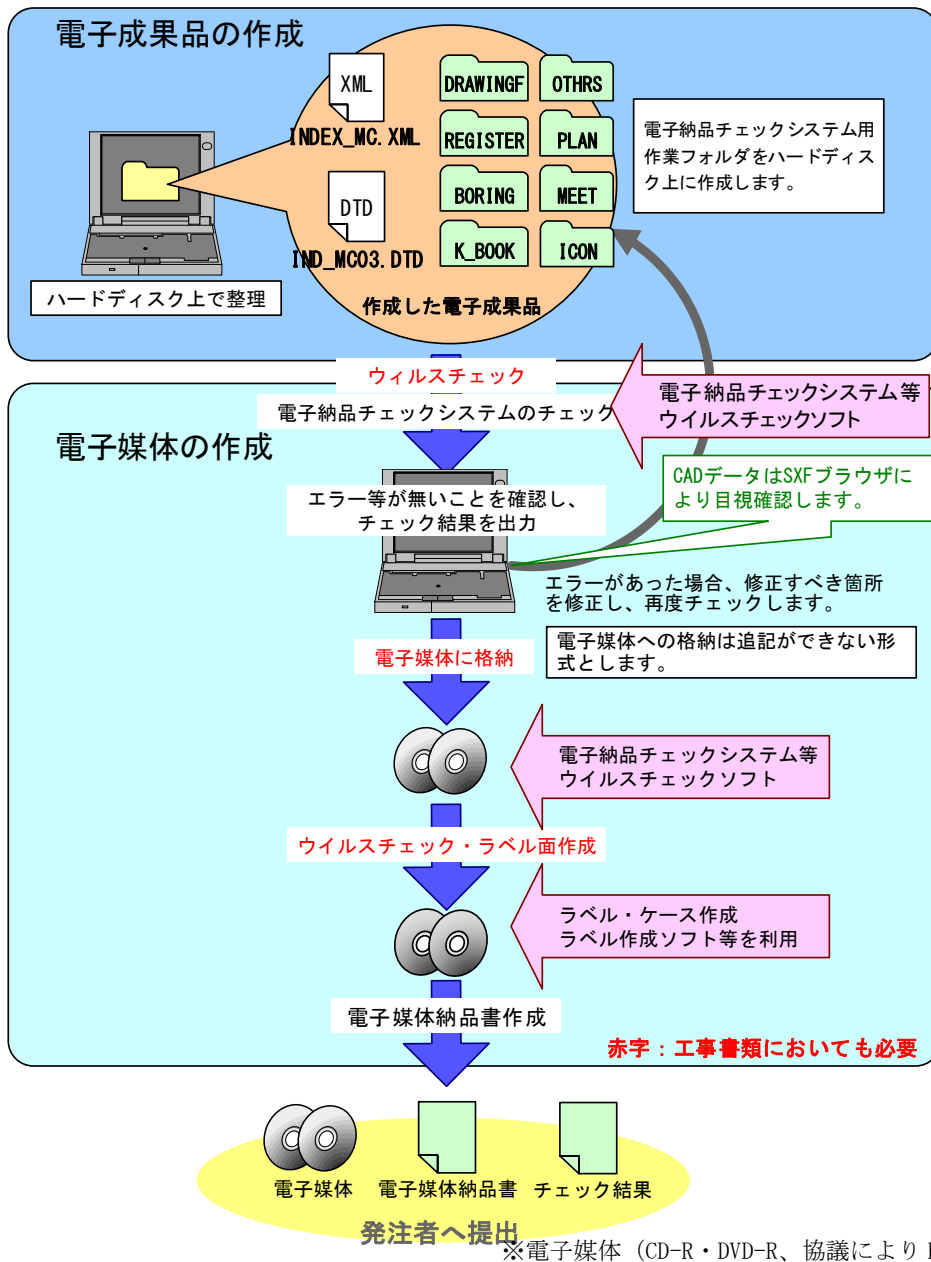 電子成果品の作成
XML
INDEX_MC.XML
DTD
IND_MC03.DTD
DRAWINGF
OTHRS
REGISTER
PLAN
BORING
MEET
K_BOOK
ICON
作成した電子成果品
ハードディスク上で整理
電子納品チェックシステム用
作業フォルダをハードディス
ク上に作成します。
ウィルスチェック
電子納品チェックシステムのチェック
電子納品チェックシステム等
ウイルスチェックソフト
電子媒体の作成
CADデータはSXFブラウザに
より目視確認します。
エラー等が無いことを確認し、
チェック結果を出力
エラーがあった場合、修正すべき箇所
を修正し、再度チェックします。
電子媒体に格納
電子媒体への格納は追記ができない形
式とします。
電子納品チェックシステム等
ウイルスチェックソフト
ウイルスチェック・ラベル面作成
ラベル・ケース作成
ラベル作成ソフト等を利用
電子媒体納品書作成
赤字：工事書類においても必要
電子媒体
電子媒体納品書
チェック結果
発注者へ提出
※電子媒体（CD-R・DVD-R、協議により